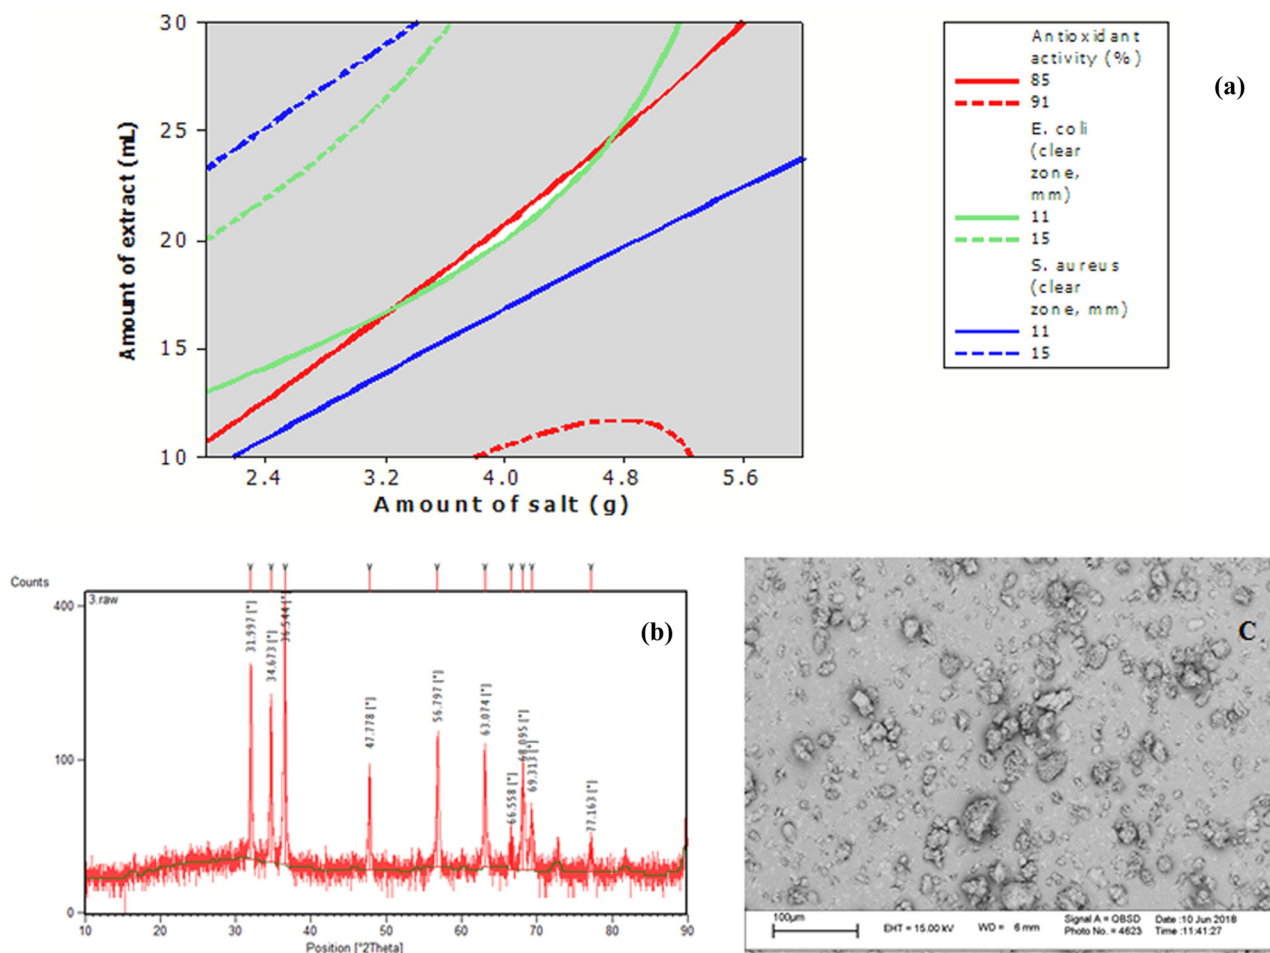 30
25
20
15
10
Amount of extract (mL)
2.4 3.2 4.0 4.8 5.6
Amount of salt (g)
Antioxidant
activity (%)
85
91
E. coli
(clear
zone,
mm)
11
15
S. aureus
(clear
zone, mm)
11
15
(a)
Counts
400
100
0
3.raw
31.997 [°]
34.673 [°]
36.544 [°]
47.778 [°]
56.797 [°]
63.074 [°]
66.558 [°]
68.095 [°]
69.313 [°]
77.163 [°]
(b)
10 20 30 40 50 60 70 80 90
Position [°2Theta]
C
100µm
EHT = 15.00 kV
WD = 6 mm
Signal A = QBSD
Photo No. = 4623
Date :10 Jun 2018
Time :11:41:27